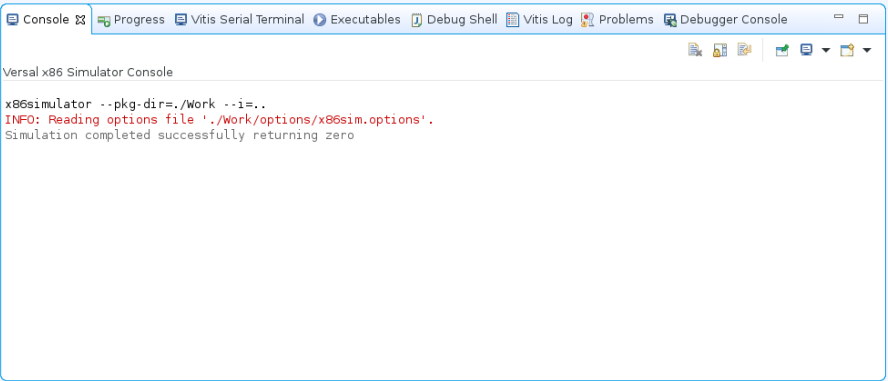 Console Progress Vitis Serial Terminal Executables Debug Shell Vitis Log Problems Debugger Console
Versal x86 Simulator Console
x86simulator --pkg-dir=./Work --i=..
INFO: Reading options file './Work/options/x86sim.options'.
Simulation completed successfully returning zero